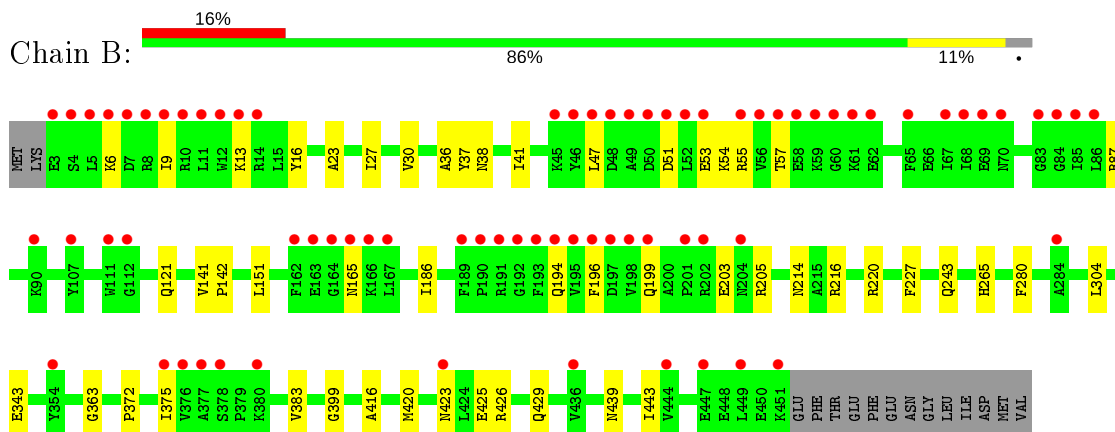 16%
Chain B:
86%
11%
•
MET LYS E3 S4 L5 K6 D7 R8 I9 R10 L11 W12 K13 R14 L15 Y16 A23 I27 V30 A36 Y37 N38 I41 K45 Y46 L47 D48 A49 D50 D51 L52 E53 K54 R55 V56 T57 E58 K59 G60 K61 E62 F65 E66 I67 I68 E69 N70 G83 G84 I85 L86 R87
K90 Y107 W111 G112 Q121 V141 P142 L151 F162 E163 G164 N165 K166 L167 I186 F189 P190 R191 G192 F193 Q194 V195 F196 D197 V198 Q199 A200 P201 R202 E203 N204 R205 N214 A215 R216 R220 F227 Q243 H265 F280 A284 L304
E343 Y354 G363 P372 I375 V376 A377 S378 P379 K380 V383 G399 A416 M420 N423 L424 E425 R426 Q429 V436 N439 I443 V444 E447 E448 L449 E450 K451 GLU PHE THR GLU PHE GLU ASN GLY LEU ILE ASP MET VAL